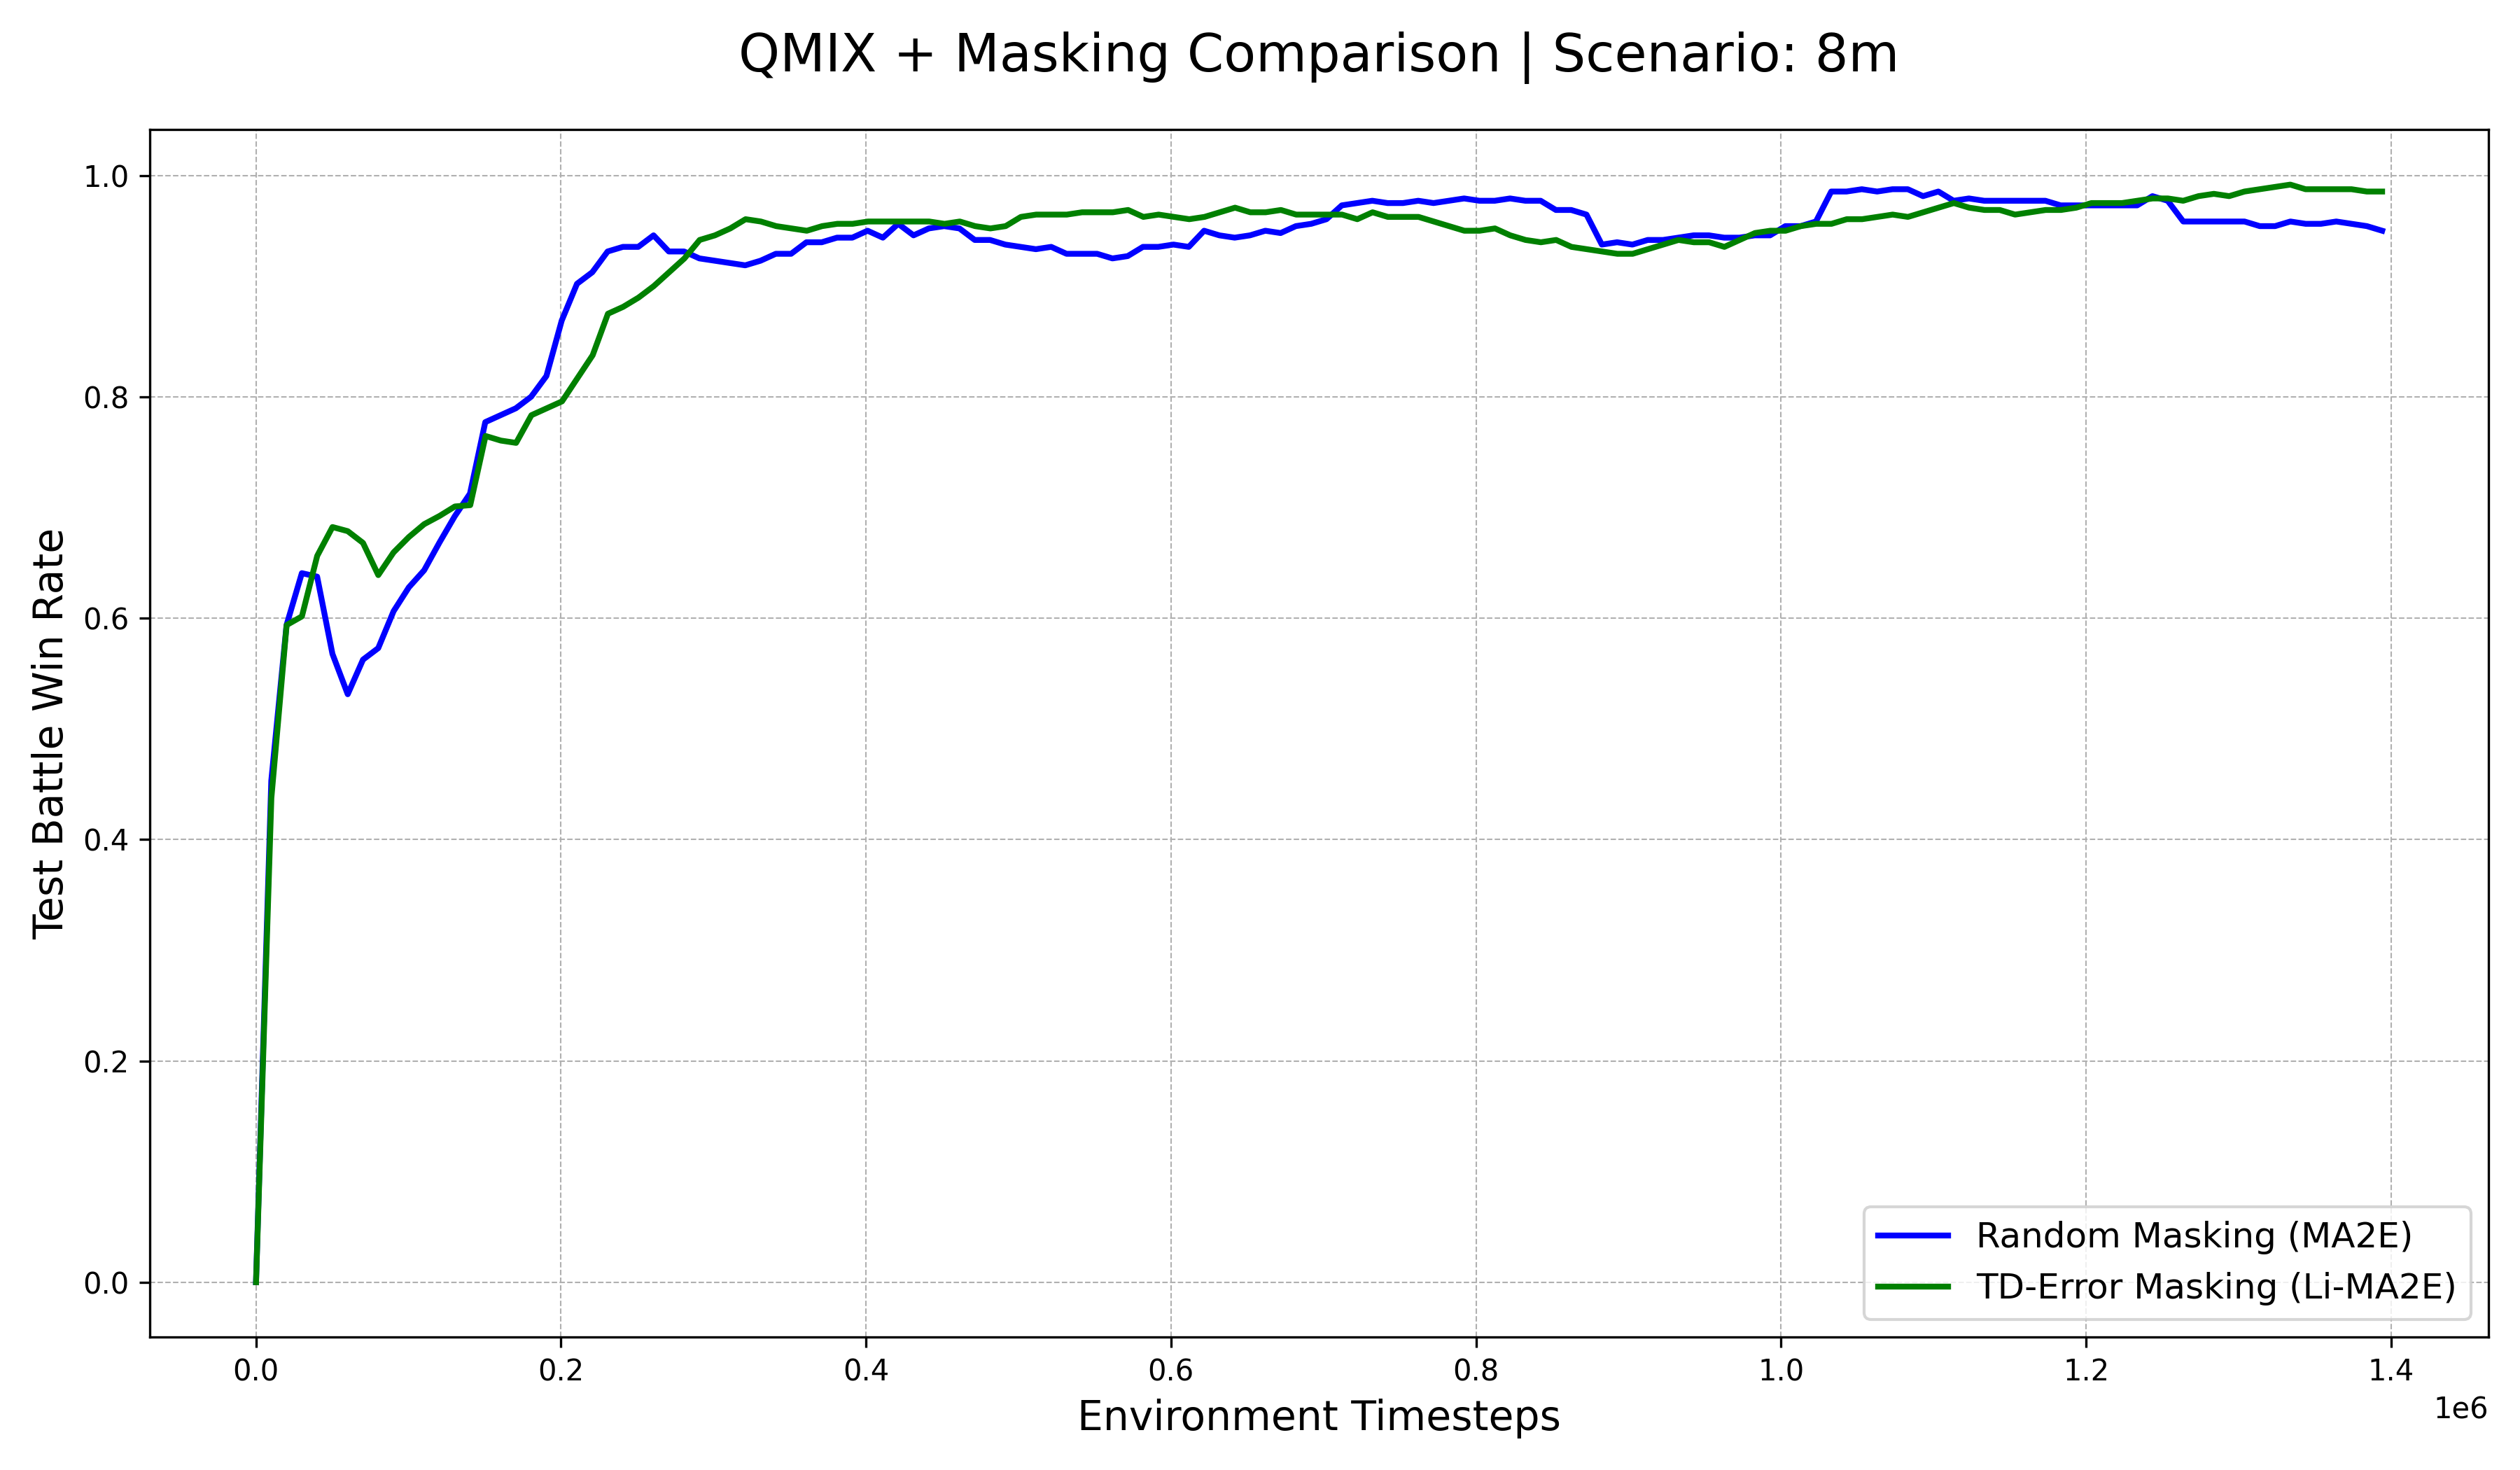 QMIX + Masking Comparison | Scenario: 8m
Test Battle Win Rate
1.0
0.8
0.6
0.4
0.2
0.0
Random Masking (MA2E)
TD-Error Masking (Li-MA2E)
0.0 0.2 0.4 0.6 0.8 1.0 1.2 1.4
1e6
Environment Timesteps